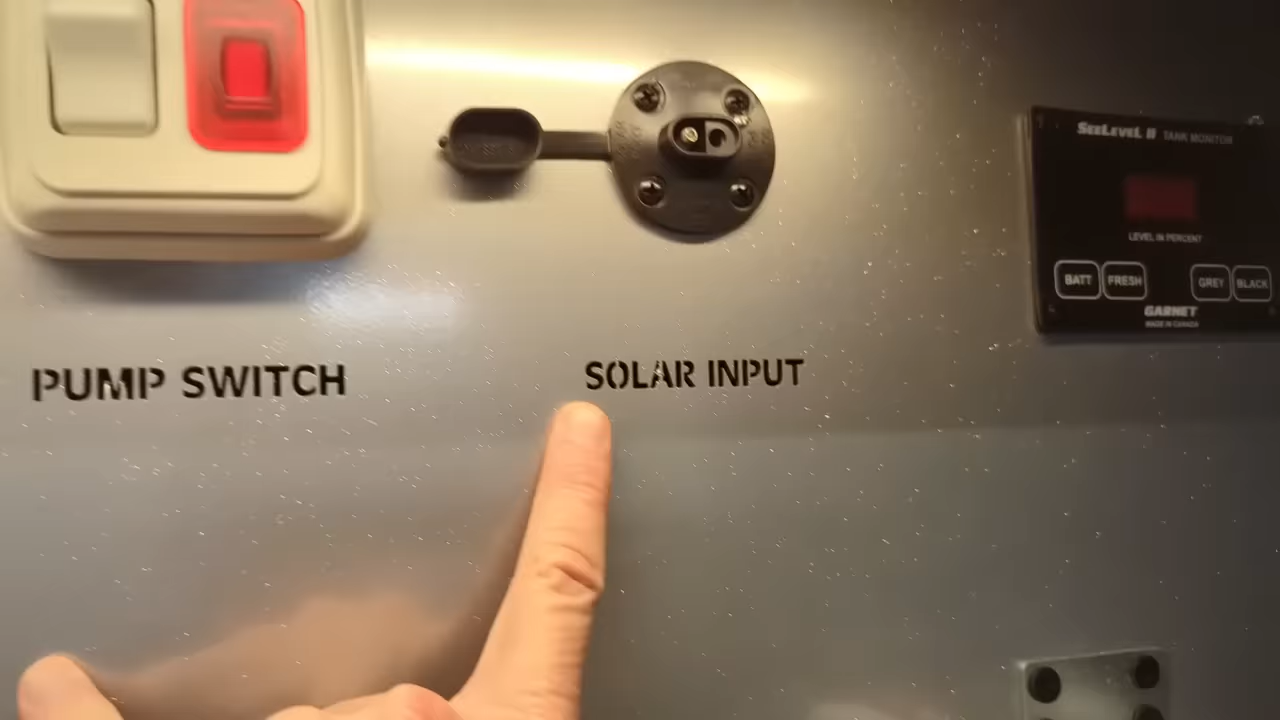 SEELEVEL II TANK MONITOR
LEVEL IN PERCENT
BATT FRESH GREY BLACK
GARNET
MADE IN CANADA
PUMP SWITCH
SOLAR INPUT